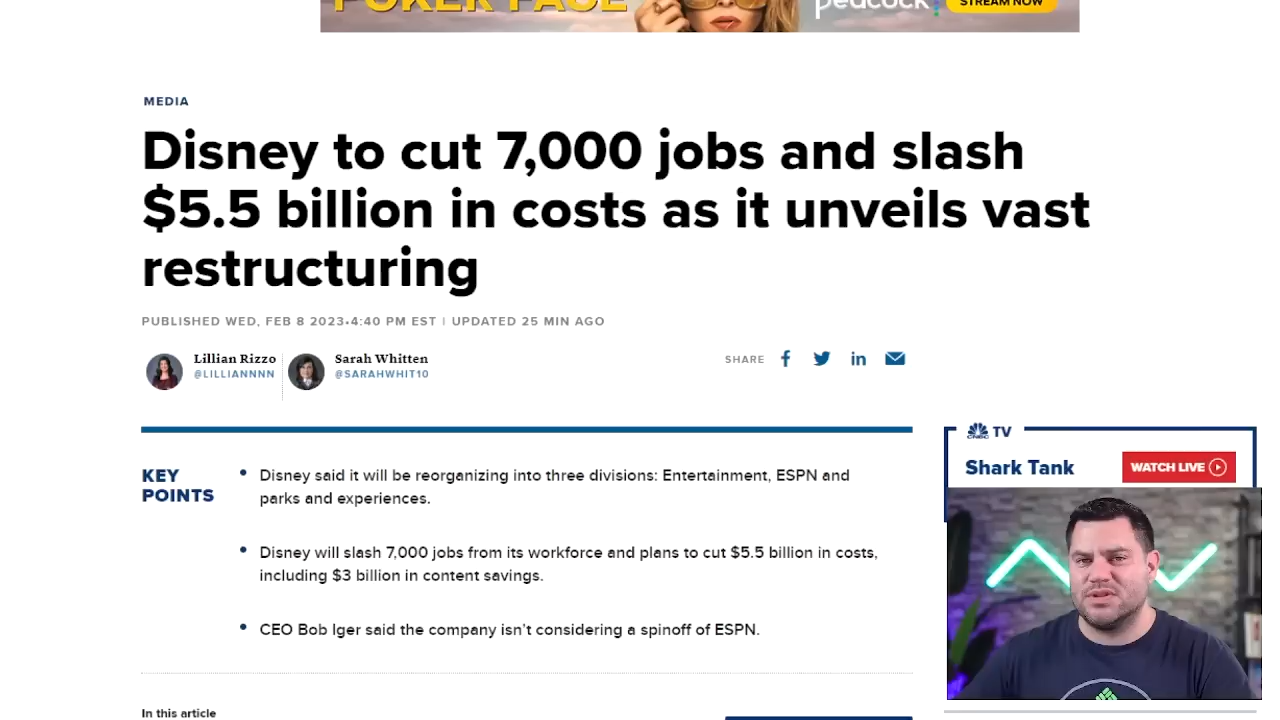 POKER FACE
peacock
STREAM NOW
MEDIA
Disney to cut 7,000 jobs and slash
$5.5 billion in costs as it unveils vast
restructuring
PUBLISHED WED, FEB 8 2023•4:40 PM EST | UPDATED 25 MIN AGO
Lillian Rizzo
@LILLIANNNN
Sarah Whitten
@SARAHWHIT10
SHARE
KEY
POINTS
• Disney said it will be reorganizing into three divisions: Entertainment, ESPN and
parks and experiences.
• Disney will slash 7,000 jobs from its workforce and plans to cut $5.5 billion in costs,
including $3 billion in content savings.
• CEO Bob Iger said the company isn’t considering a spinoff of ESPN.
In this article
CNBC TV
Shark Tank
WATCH LIVE